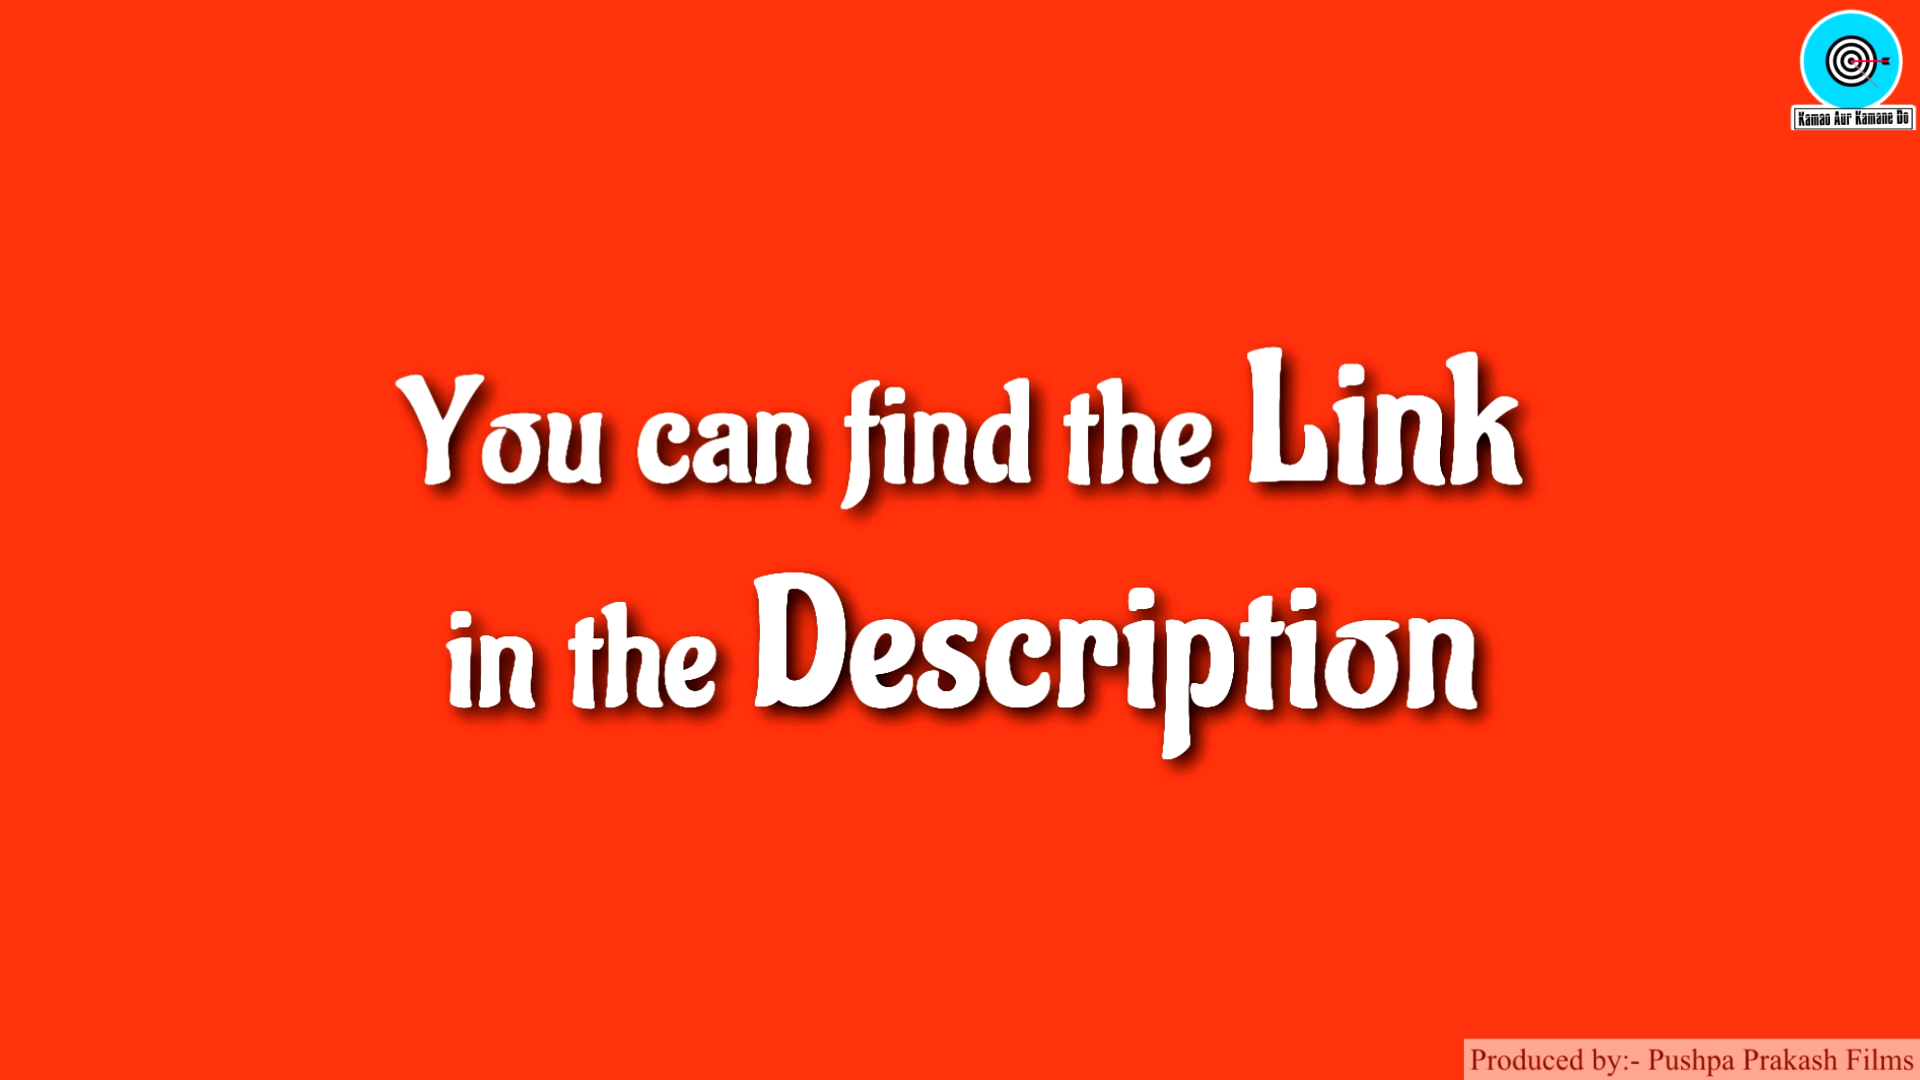 Kamao Aur Kamane Do
You can find the Link
in the Description
Produced by:- Pushpa Prakash Films